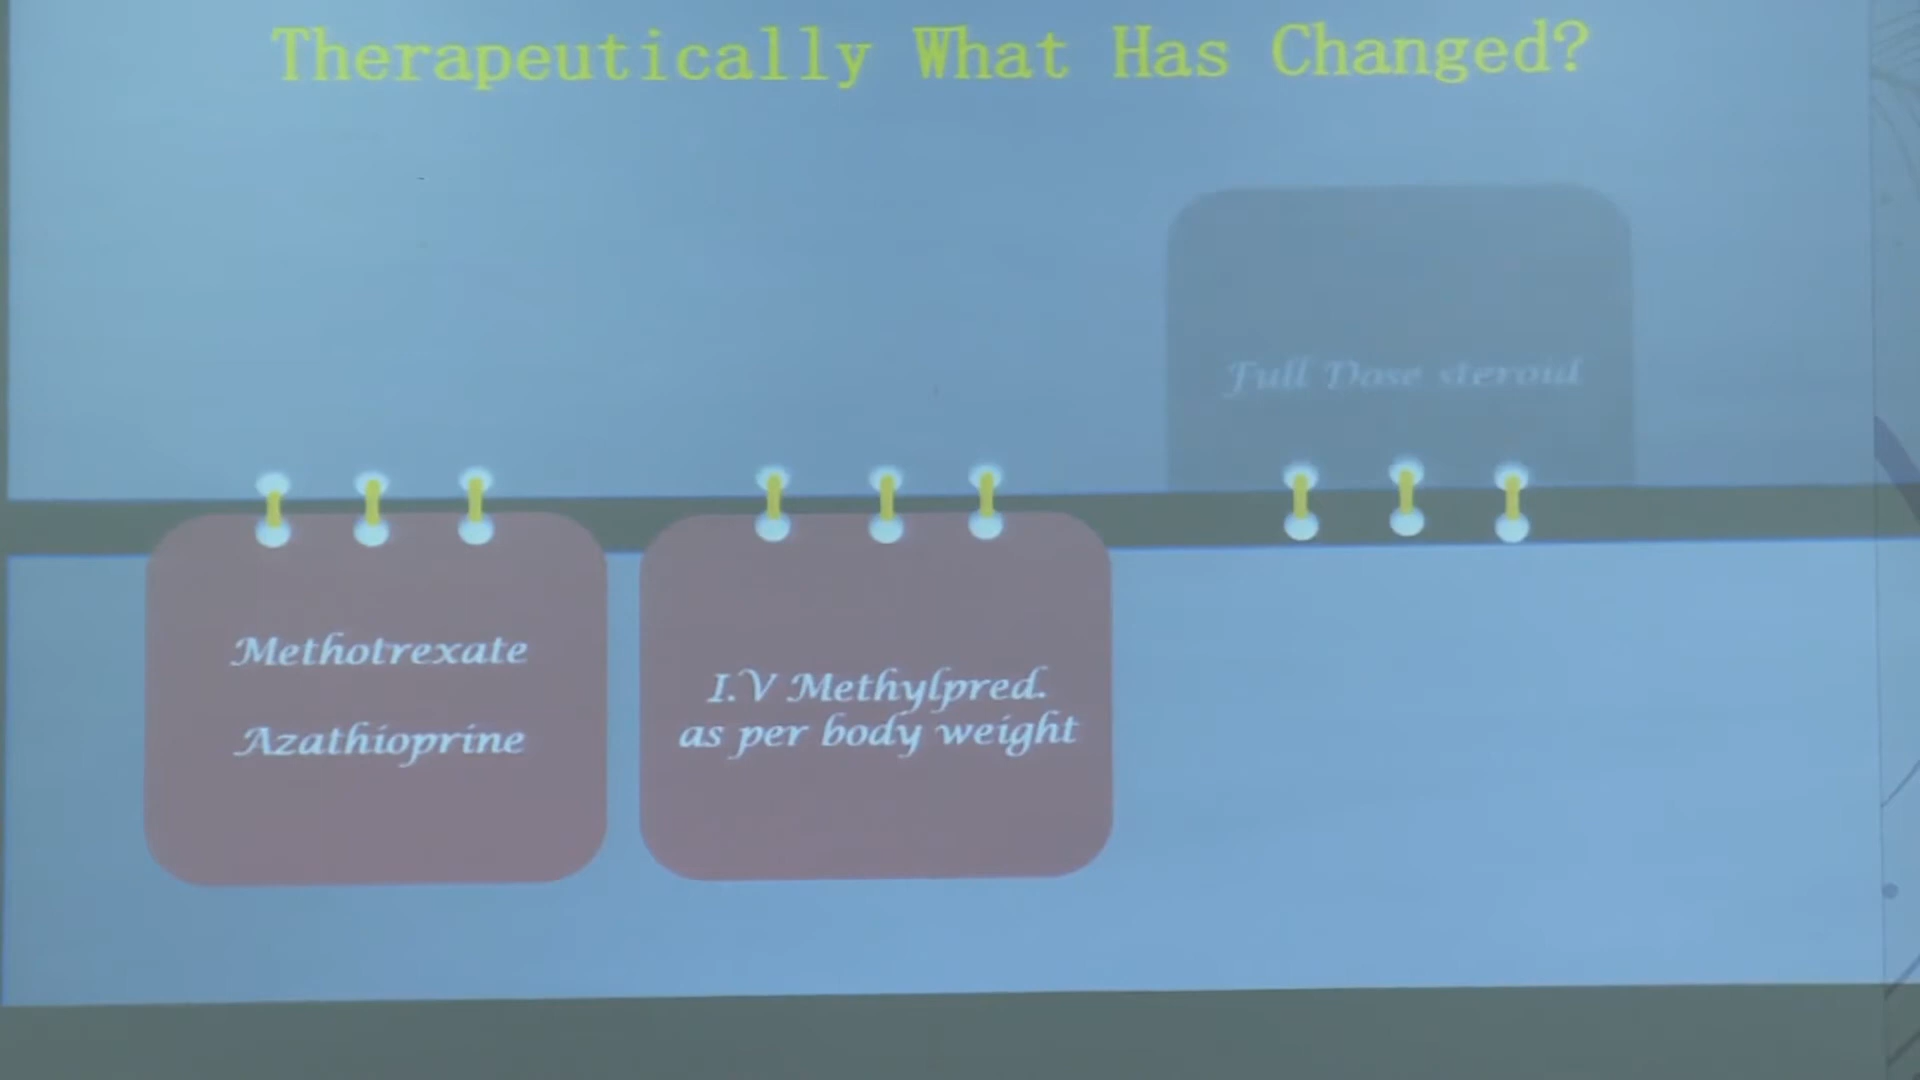 Therapeutically What Has Changed?
Full Dose steroid
Methotrexate
Azathioprine
I.V Methylpred.
as per body weight